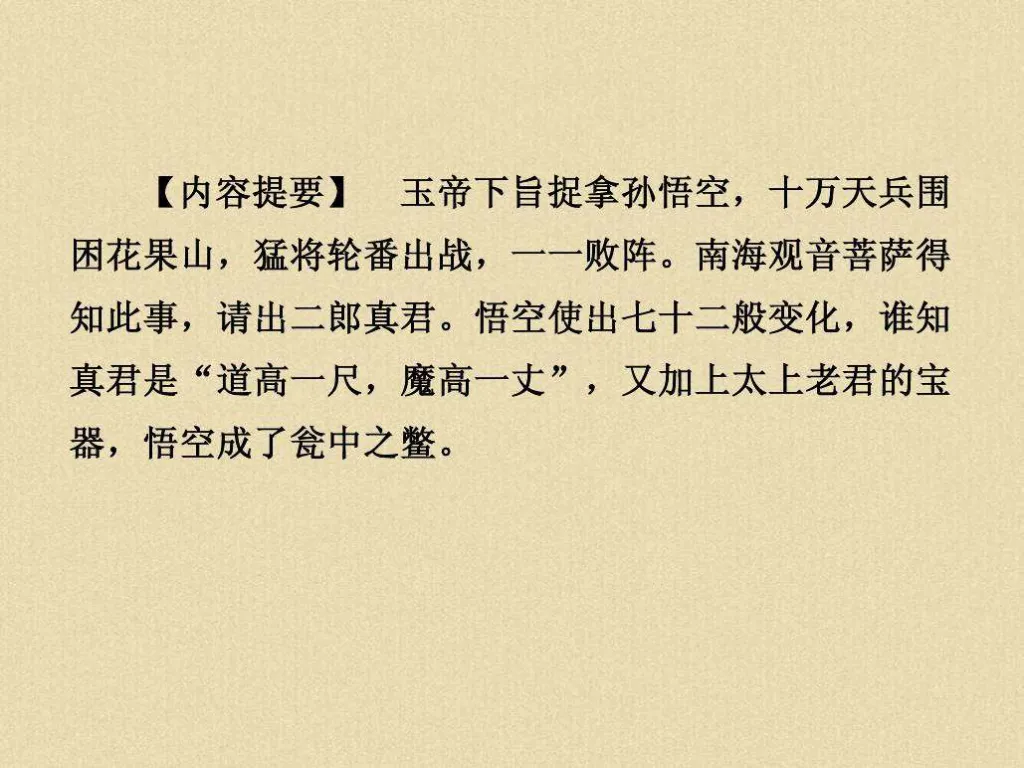 【内容提要】 玉帝下旨捉拿孙悟空，十万天兵围
困花果山，猛将轮番出战，一一败阵。南海观音菩萨得
知此事，请出二郎真君。悟空使出七十二般变化，谁知
真君是“道高一尺，魔高一丈”，又加上太上老君的宝
器，悟空成了瓮中之鳖。